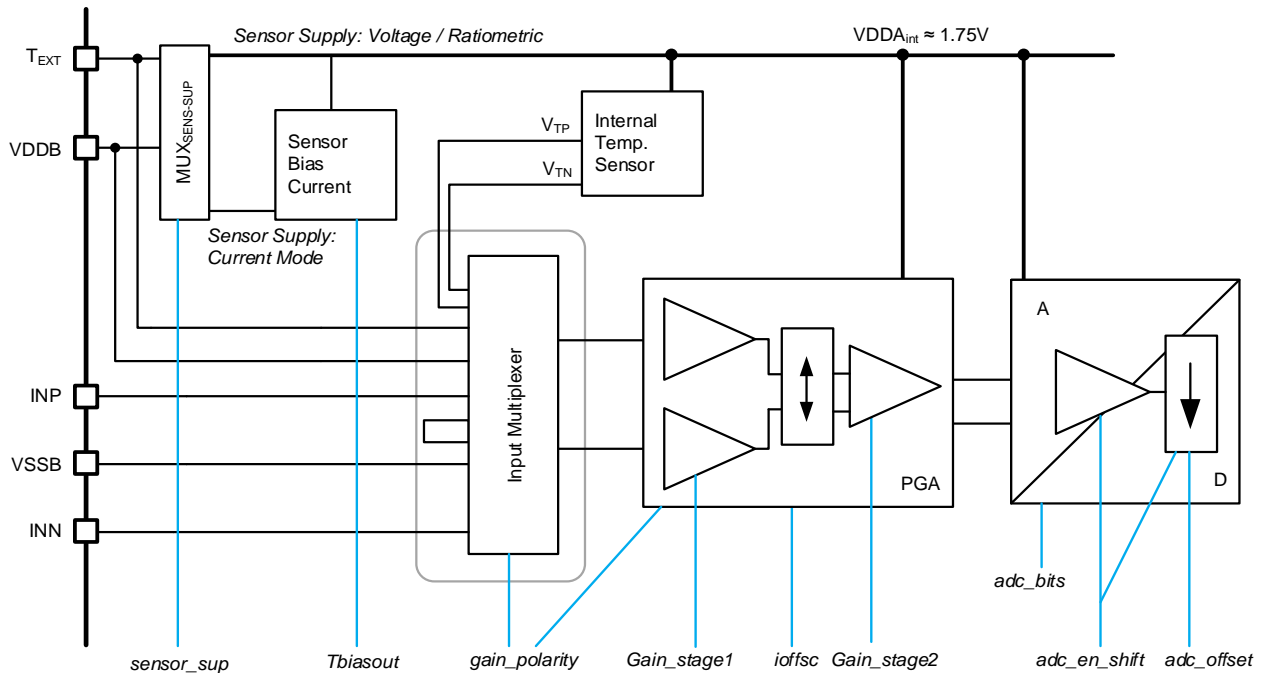 Sensor Supply: Voltage / Ratiometric
VDDAint ≈ 1.75V
TEXT
MUXSENS-SUP
VDDB
Sensor
Bias
Current
Internal
Temp.
Sensor
VTP
VTN
Sensor Supply:
Current Mode
Input Multiplexer
INP
VSSB
INN
PGA
A
D
adc_bits
sensor_sup
Tbiasout
gain_polarity
Gain_stage1
ioffsc
Gain_stage2
adc_en_shift
adc_offset